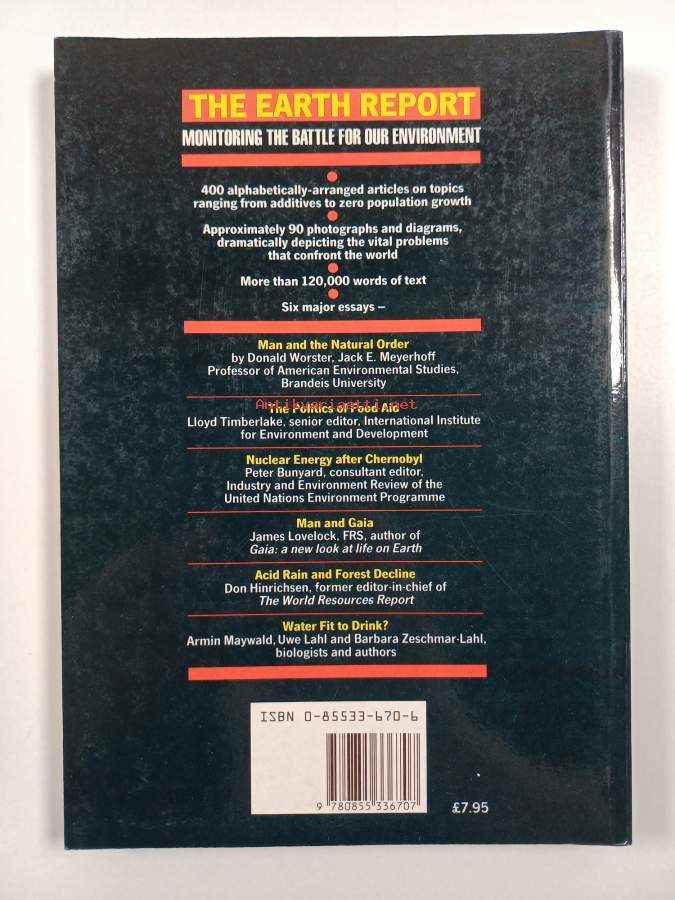 THE EARTH REPORT
MONITORING THE BATTLE FOR OUR ENVIRONMENT
400 alphabetically-arranged articles on topics
ranging from additives to zero population growth
Approximately 90 photographs and diagrams,
dramatically depicting the vital problems
that confront the world
More than 120,000 words of text
Six major essays –
Man and the Natural Order
by Donald Worster, Jack E. Meyerhoff
Professor of American Environmental Studies,
Brandeis University
Antikvariaatti.net
The Politics of Food Aid
Lloyd Timberlake, senior editor, International Institute
for Environment and Development
Nuclear Energy after Chernobyl
Peter Bunyard, consultant editor,
Industry and Environment Review of the
United Nations Environment Programme
Man and Gaia
James Lovelock, FRS, author of
Gaia: a new look at life on Earth
Acid Rain and Forest Decline
Don Hinrichsen, former editor-in-chief of
The World Resources Report
Water Fit to Drink?
Armin Maywald, Uwe Lahl and Barbara Zeschmar-Lahl,
biologists and authors
ISBN 0-85533-670-6
9 780855 336707
£7.95